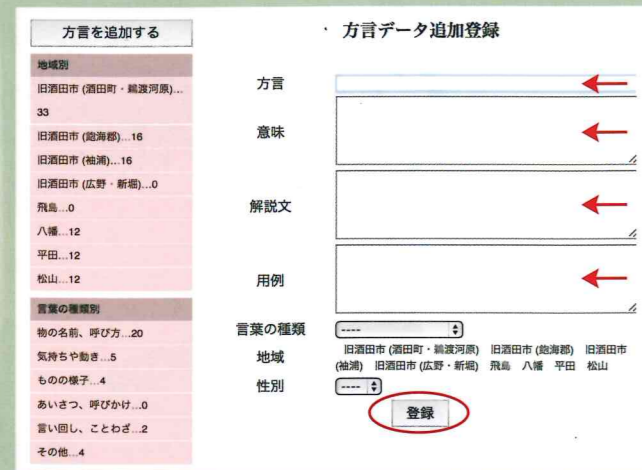 方言を追加する
地域別
旧酒田市 (酒田町・鵜渡河原)...
33
旧酒田市 (飽海郡)...16
旧酒田市 (袖浦)...16
旧酒田市 (広野・新堀)...0
飛島...0
八幡...12
平田...12
松山...12
言葉の種類別
物の名前、呼び方...20
気持ちや動き...5
ものの様子...4
あいさつ、呼びかけ...0
言い回し、ことわざ...2
その他...4
・ 方言データ追加登録
方言
意味
解説文
用例
言葉の種類 ----
地域 旧酒田市 (酒田町・鵜渡河原) 旧酒田市 (飽海郡) 旧酒田市
(袖浦) 旧酒田市 (広野・新堀) 飛島 八幡 平田 松山
性別 ----
登録